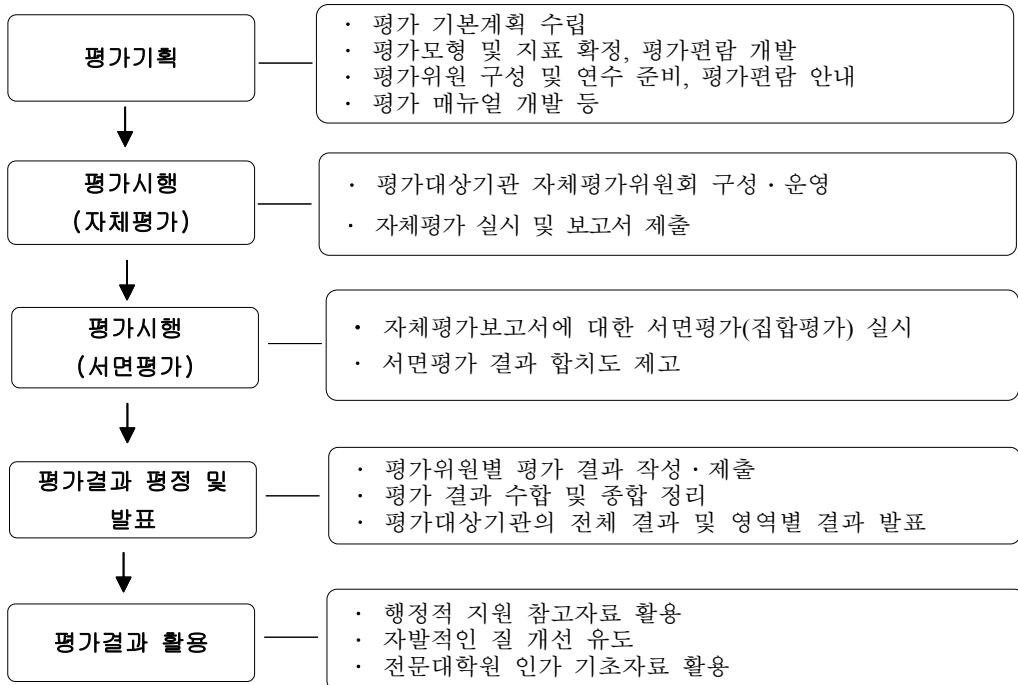 평가기획
· 평가 기본계획 수립
· 평가모형 및 지표 확정, 평가편람 개발
· 평가위원 구성 및 연수 준비, 평가편람 안내
· 평가 매뉴얼 개발 등
평가시행
(자체평가)
· 평가대상기관 자체평가위원회 구성·운영
· 자체평가 실시 및 보고서 제출
평가시행
(서면평가)
· 자체평가보고서에 대한 서면평가(집합평가) 실시
· 서면평가 결과 합치도 제고
평가결과 평정 및
발표
· 평가위원별 평가 결과 작성·제출
· 평가 결과 수합 및 종합 정리
· 평가대상기관의 전체 결과 및 영역별 결과 발표
평가결과 활용
· 행정적 지원 참고자료 활용
· 자발적인 질 개선 유도
· 전문대학원 인가 기초자료 활용